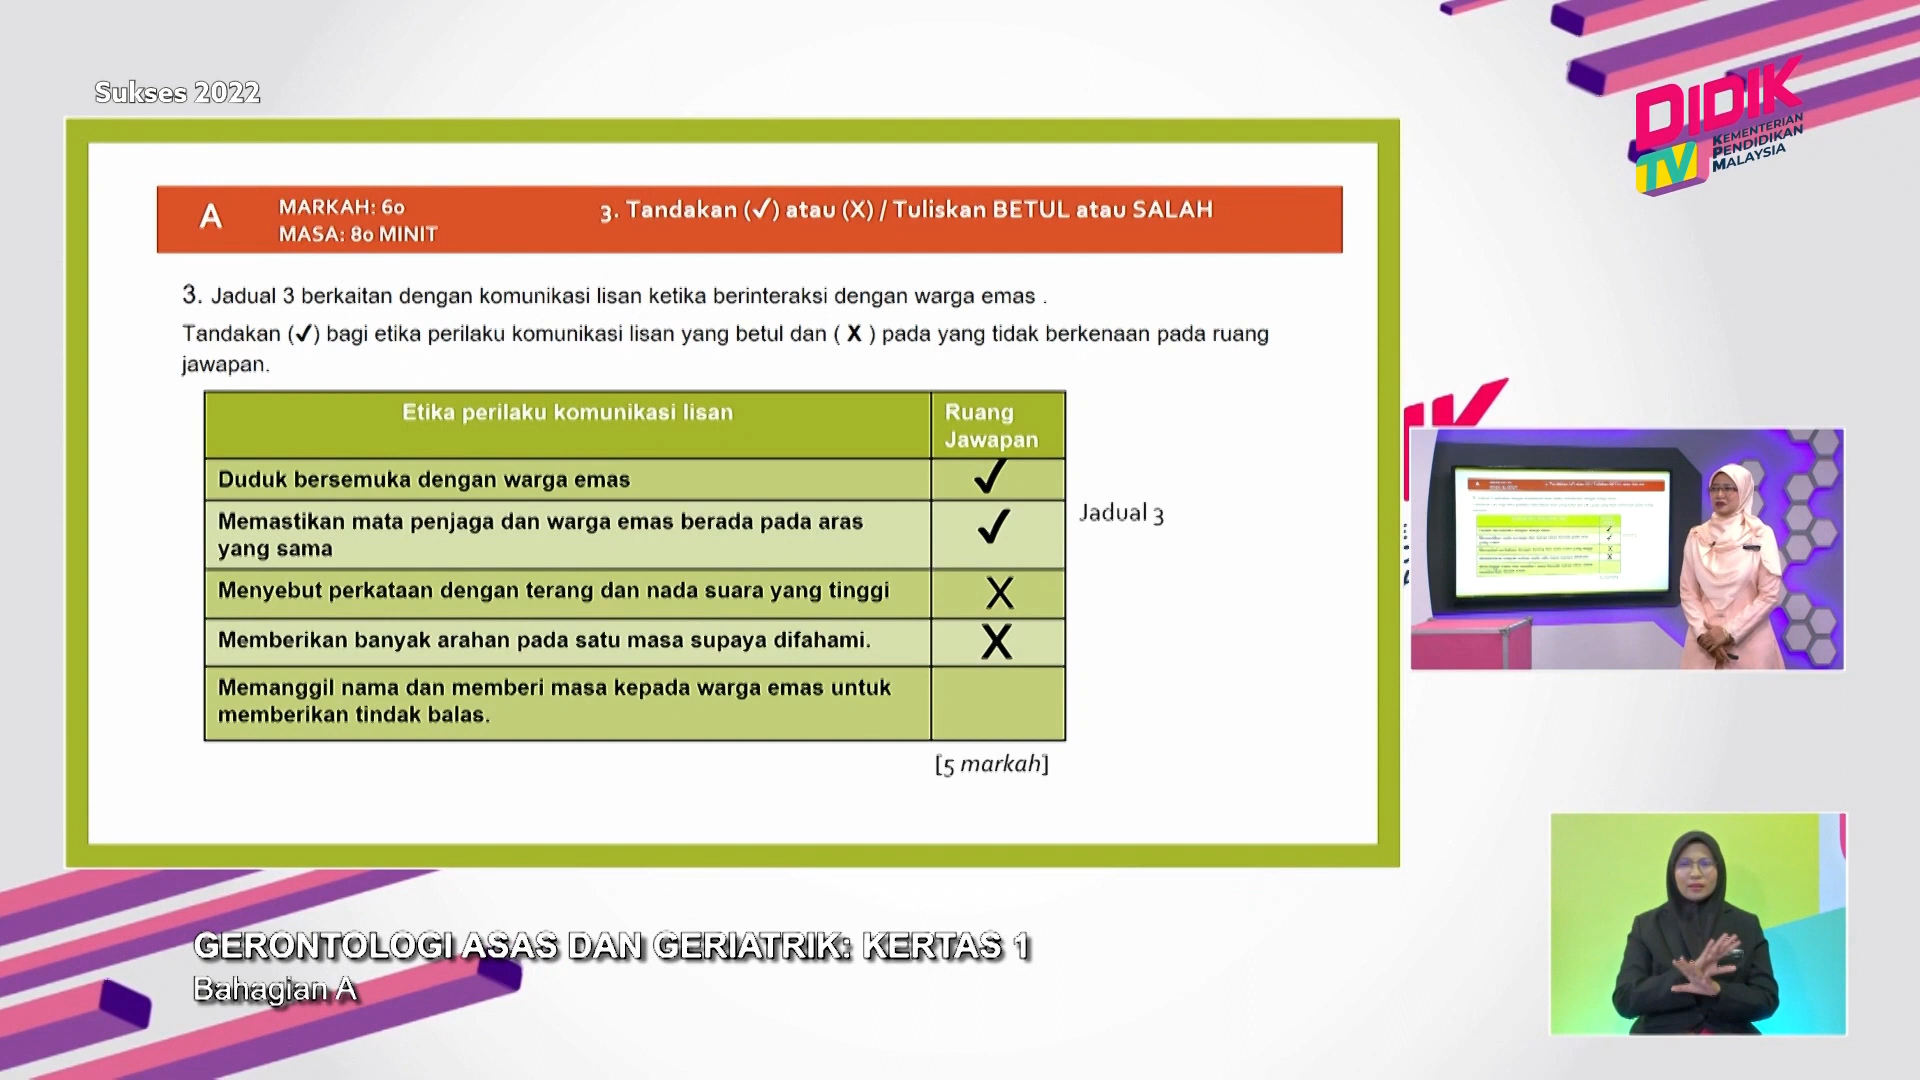 Sukses 2022
DIDIK
TV
KEMENTERIAN
PENDIDIKAN
MALAYSIA
A
MARKAH: 60
MASA: 80 MINIT
3. Tandakan (✓) atau (X) / Tuliskan BETUL atau SALAH
3. Jadual 3 berkaitan dengan komunikasi lisan ketika berinteraksi dengan warga emas .
Tandakan (✓) bagi etika perilaku komunikasi lisan yang betul dan ( X ) pada yang tidak berkenaan pada ruang
jawapan.
Etika perilaku komunikasi lisan
Ruang
Jawapan
Duduk bersemuka dengan warga emas
✓
Memastikan mata penjaga dan warga emas berada pada aras
yang sama
✓
Menyebut perkataan dengan terang dan nada suara yang tinggi
X
Memberikan banyak arahan pada satu masa supaya difahami.
X
Memanggil nama dan memberi masa kepada warga emas untuk
memberikan tindak balas.
Jadual 3
[5 markah]
GERONTOLOGI ASAS DAN GERIATRIK: KERTAS 1
Bahagian A